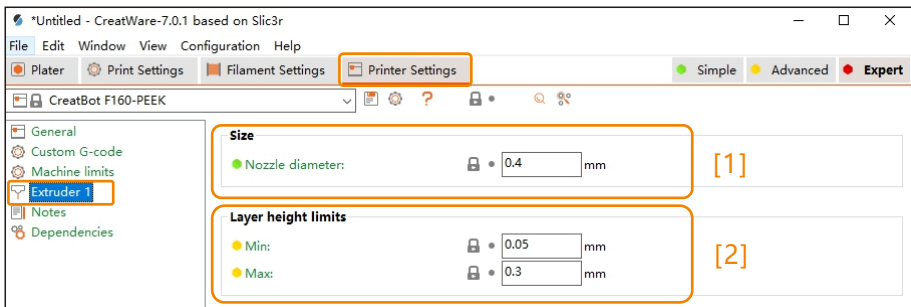 *Untitled - CreatWare-7.0.1 based on Slic3r
File Edit Window View Configuration Help
Plater Print Settings Filament Settings Printer Settings Simple Advanced Expert
CreatBot F160-PEEK ?
General
Custom G-code
Machine limits
Extruder 1
Notes
Dependencies
Size
Nozzle diameter: 0.4 mm
[1]
Layer height limits
Min: 0.05 mm
Max: 0.3 mm
[2]